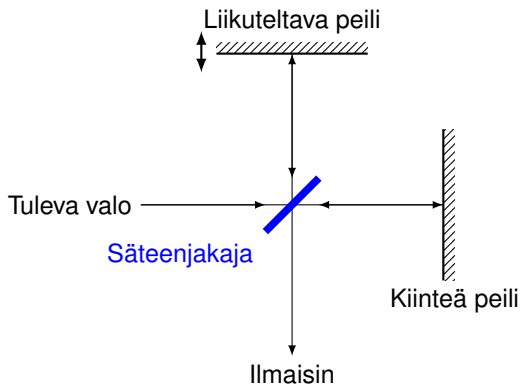 Liikuteltava peili
Tuleva valo
Säteenjakaja
Kiinteä peili
Ilmaisin